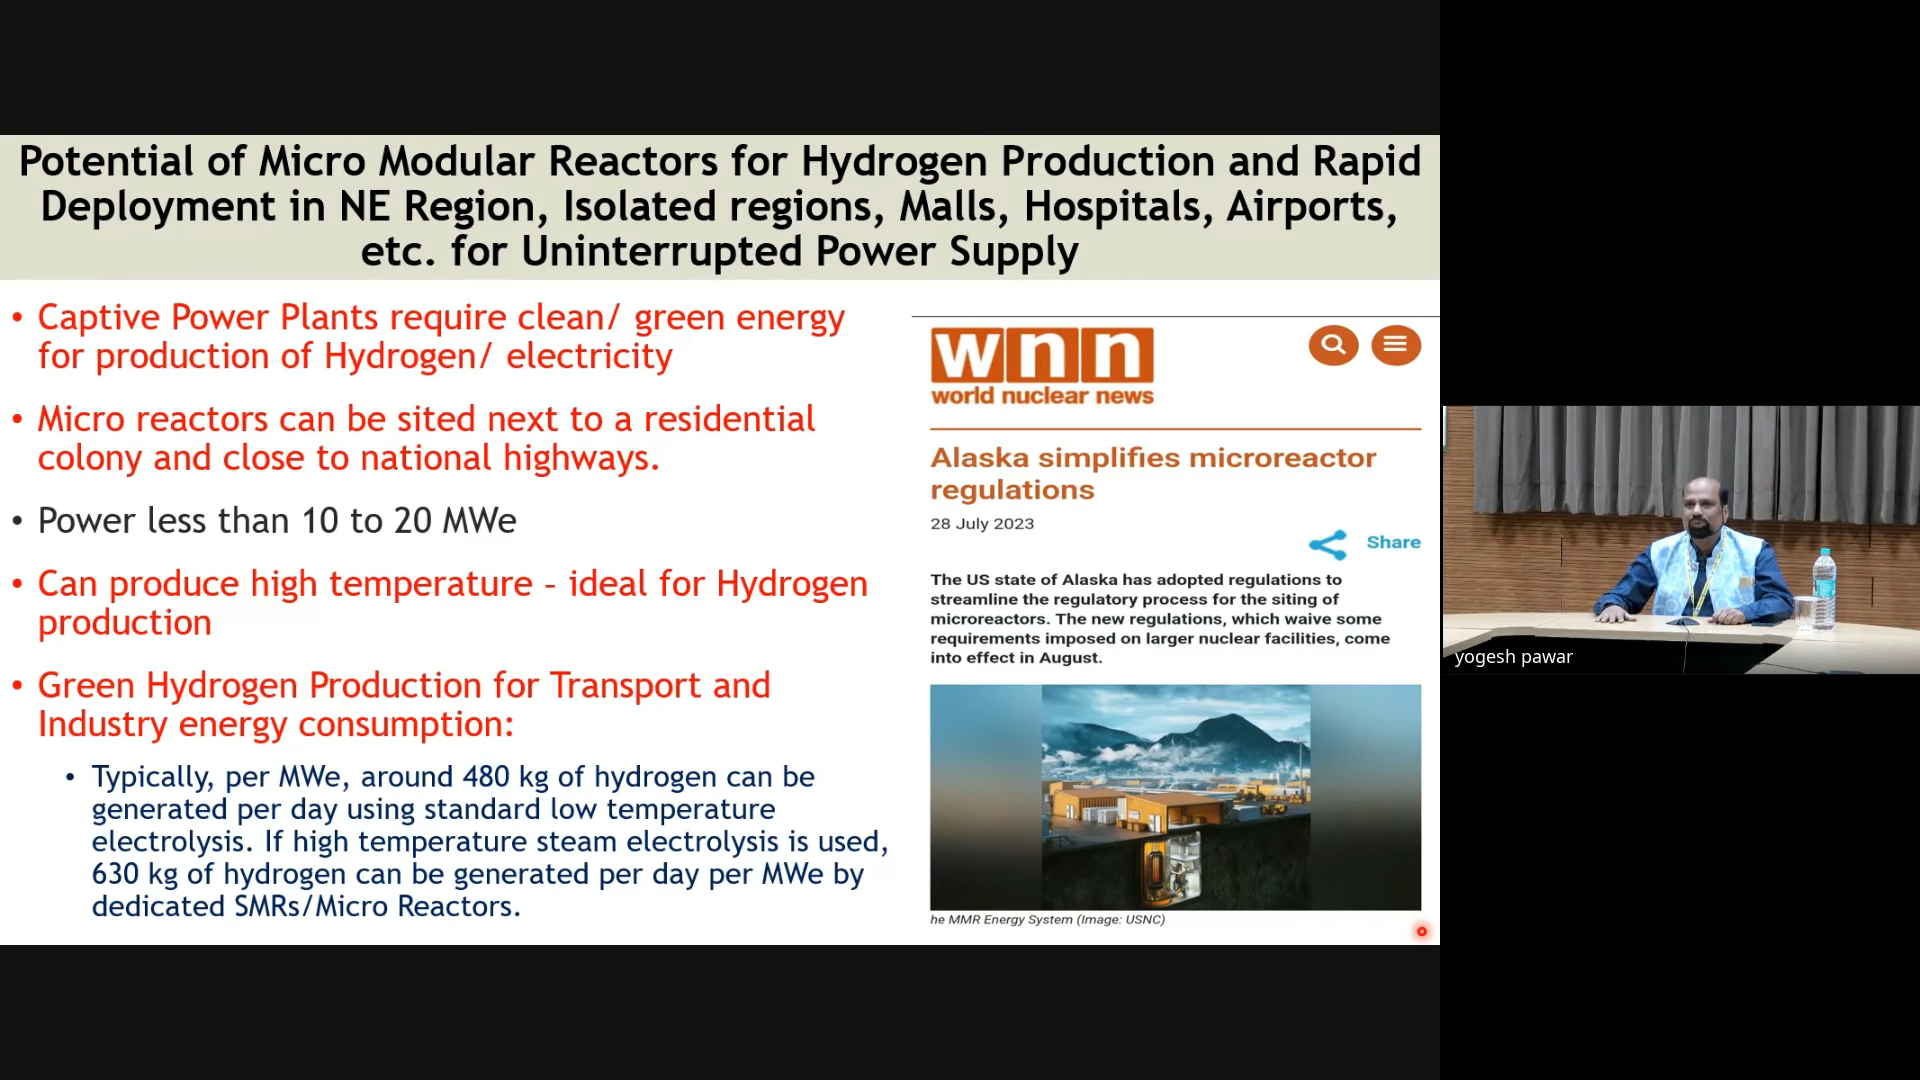 Potential of Micro Modular Reactors for Hydrogen Production and Rapid
Deployment in NE Region, Isolated regions, Malls, Hospitals, Airports,
etc. for Uninterrupted Power Supply
• Captive Power Plants require clean/ green energy
for production of Hydrogen/ electricity
• Micro reactors can be sited next to a residential
colony and close to national highways.
• Power less than 10 to 20 MWe
• Can produce high temperature – ideal for Hydrogen
production
• Green Hydrogen Production for Transport and
Industry energy consumption:
• Typically, per MWe, around 480 kg of hydrogen can be
generated per day using standard low temperature
electrolysis. If high temperature steam electrolysis is used,
630 kg of hydrogen can be generated per day per MWe by
dedicated SMRs/Micro Reactors.
wnn
world nuclear news
Alaska simplifies microreactor
regulations
28 July 2023
Share
The US state of Alaska has adopted regulations to
streamline the regulatory process for the siting of
microreactors. The new regulations, which waive some
requirements imposed on larger nuclear facilities, come
into effect in August.
he MMR Energy System (Image: USNC)
yogesh pawar